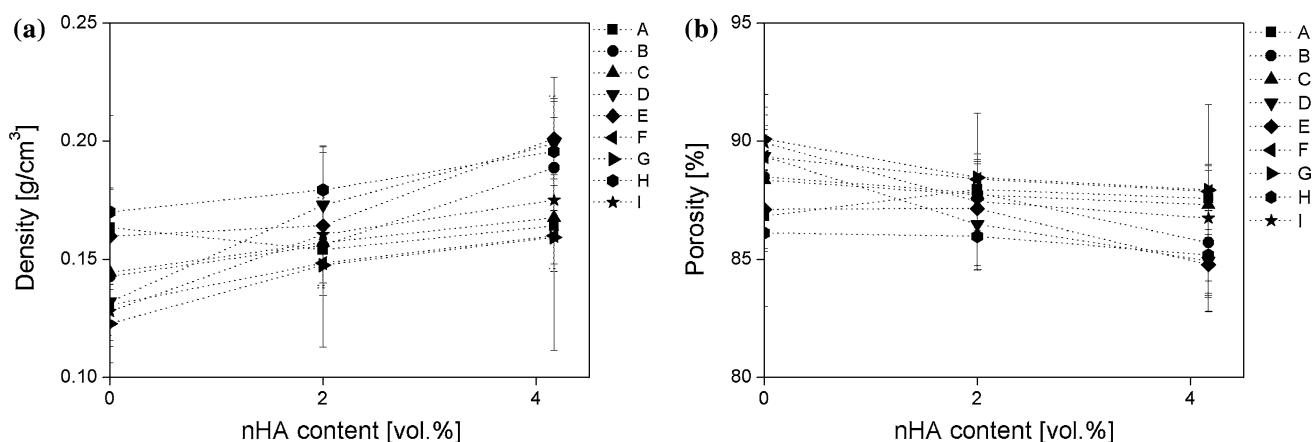 (a)
Density [g/cm³]
0.25
0.20
0.15
0.10
0
2
4
nHA content [vol.%]
A
B
C
D
E
F
G
H
I
(b)
Porosity [%]
95
90
85
80
0
2
4
nHA content [vol.%]
A
B
C
D
E
F
G
H
I